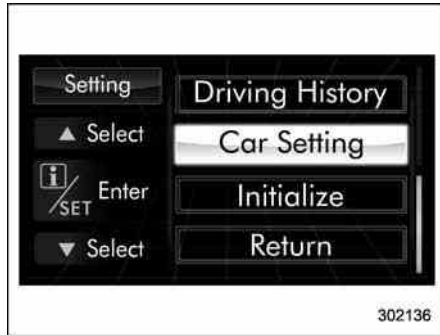 Setting
▲ Select
i/SET Enter
▼ Select
Driving History
Car Setting
Initialize
Return
302136